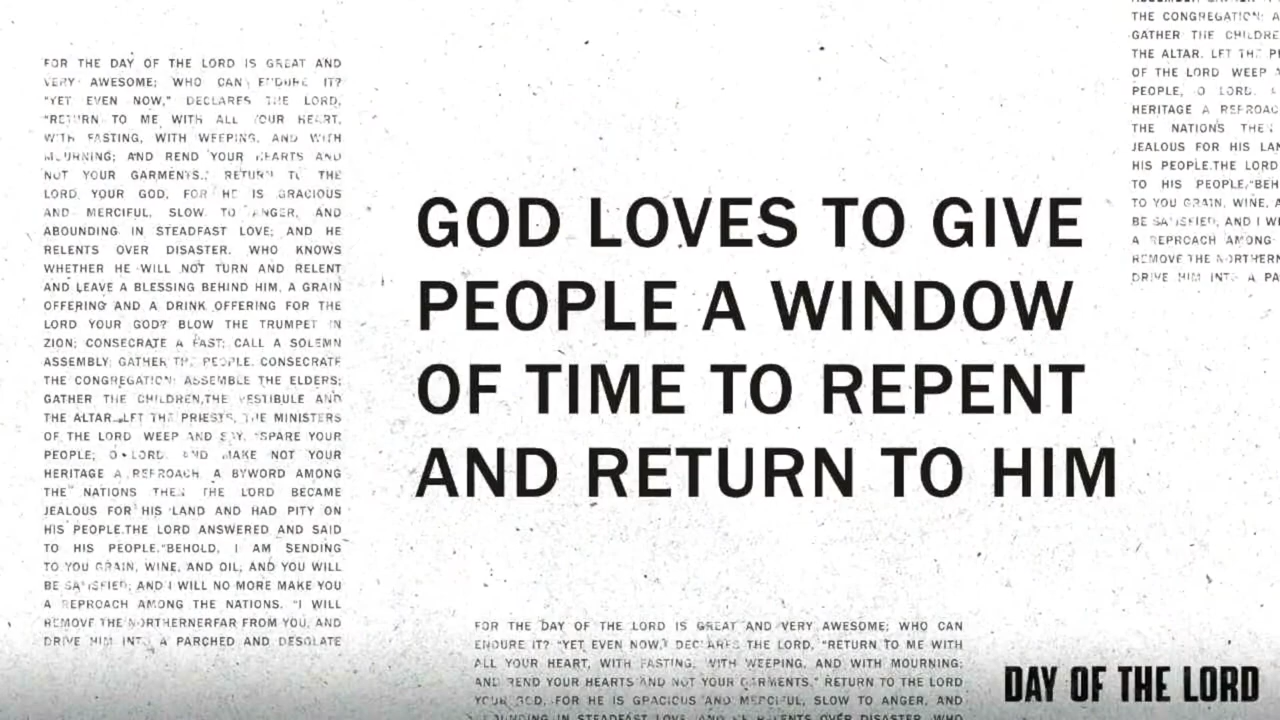 FOR THE DAY OF THE LORD IS GREAT AND
VERY AWESOME; WHO CAN ENDURE IT?
"YET EVEN NOW," DECLARES THE LORD,
"RETURN TO ME WITH ALL YOUR HEART,
WITH FASTING, WITH WEEPING, AND WITH
MOURNING; AND REND YOUR HEARTS AND
NOT YOUR GARMENTS." RETURN TO THE
LORD YOUR GOD, FOR HE IS GRACIOUS
AND MERCIFUL, SLOW TO ANGER, AND
ABOUNDING IN STEADFAST LOVE; AND HE
RELENTS OVER DISASTER. WHO KNOWS
WHETHER HE WILL NOT TURN AND RELENT
AND LEAVE A BLESSING BEHIND HIM, A GRAIN
OFFERING AND A DRINK OFFERING FOR THE
LORD YOUR GOD? BLOW THE TRUMPET IN
ZION; CONSECRATE A FAST; CALL A SOLEMN
ASSEMBLY; GATHER THE PEOPLE. CONSECRATE
THE CONGREGATION; ASSEMBLE THE ELDERS;
GATHER THE CHILDREN,THE VESTIBULE AND
THE ALTAR. LET THE PRIESTS, THE MINISTERS
OF THE LORD WEEP AND SAY, "SPARE YOUR
PEOPLE, O LORD, AND MAKE NOT YOUR
HERITAGE A REPROACH, A BYWORD AMONG
THE NATIONS THEN THE LORD BECAME
JEALOUS FOR HIS LAND AND HAD PITY ON
HIS PEOPLE.THE LORD ANSWERED AND SAID
TO HIS PEOPLE,"BEHOLD, I AM SENDING
TO YOU GRAIN, WINE, AND OIL, AND YOU WILL
BE SATISFIED; AND I WILL NO MORE MAKE YOU
A REPROACH AMONG THE NATIONS. "I WILL
REMOVE THE NORTHERNERFAR FROM YOU, AND
DRIVE HIM INTO A PARCHED AND DESOLATE
GOD LOVES TO GIVE
PEOPLE A WINDOW
OF TIME TO REPENT
AND RETURN TO HIM
THE CONGREGATION; A
GATHER THE CHILDRE
THE ALTAR. LET THE P
OF THE LORD WEEP
PEOPLE, O LORD,
HERITAGE A REPROAC
THE NATIONS THEN
JEALOUS FOR HIS LAN
HIS PEOPLE.THE LORD
TO HIS PEOPLE,"BEH
TO YOU GRAIN, WINE,
BE SATISFIED; AND I W
A REPROACH AMONG
REMOVE THE NORTHERN
DRIVE HIM INTO A PA
FOR THE DAY OF THE LORD IS GREAT AND VERY AWESOME; WHO CAN
ENDURE IT? "YET EVEN NOW," DECLARES THE LORD, "RETURN TO ME WITH
ALL YOUR HEART, WITH FASTING, WITH WEEPING, AND WITH MOURNING;
AND REND YOUR HEARTS AND NOT YOUR GARMENTS." RETURN TO THE LORD
YOUR GOD, FOR HE IS GRACIOUS AND MERCIFUL, SLOW TO ANGER, AND
STEADFAST LOVE; AND HE RELENTS OVER DISASTER. WHO
DAY OF THE LORD